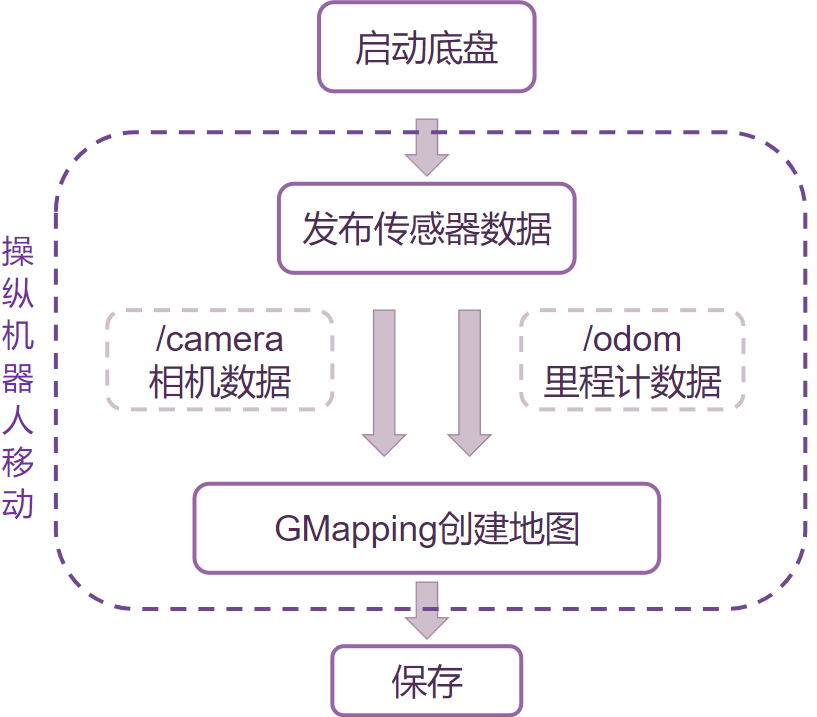 启动底盘
发布传感器数据
操纵机器人移动
/camera
相机数据
/odom
里程计数据
GMapping创建地图
保存